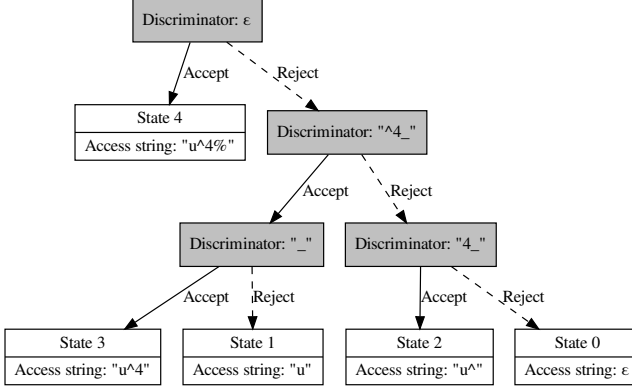 Discriminator: ε
Accept
Reject
State 4
Access string: "u^4%"
Discriminator: "^4_"
Accept
Reject
Discriminator: "_"
Discriminator: "4_"
Accept
Reject
Accept
Reject
State 3
Access string: "u^4"
State 1
Access string: "u"
State 2
Access string: "u^"
State 0
Access string: ε